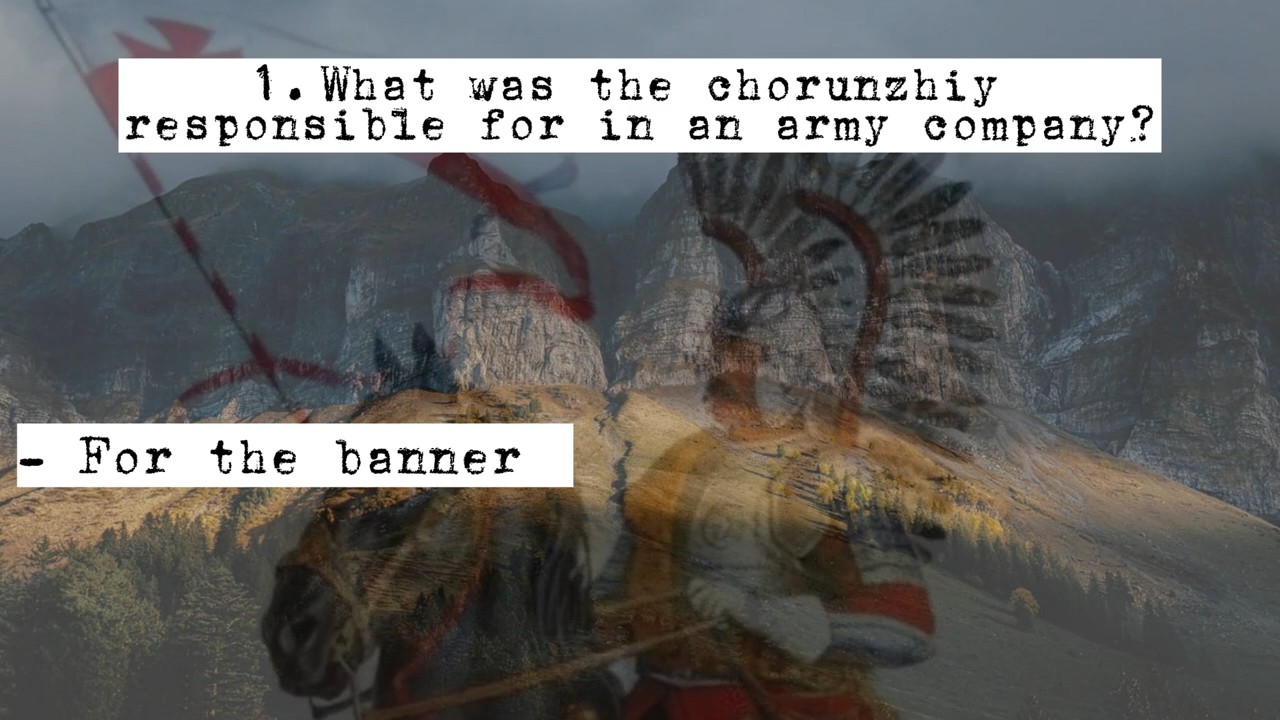 1. What was the chorunzhiy
responsible for in an army company?
- For the banner